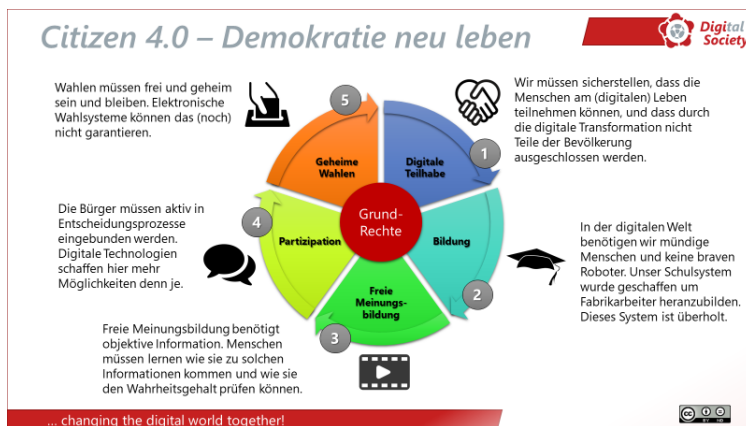 Citizen 4.0 – Demokratie neu leben
Digital
Society
Wahlen müssen frei und geheim
sein und bleiben. Elektronische
Wahlsysteme können das (noch)
nicht garantieren.
5
Geheime
Wahlen
Wir müssen sicherstellen, dass die
Menschen am (digitalen) Leben
teilnehmen können, und dass durch
die digitale Transformation nicht
Teile der Bevölkerung
ausgeschlossen werden.
1
Digitale
Teilhabe
Grund-
Rechte
Die Bürger müssen aktiv in
Entscheidungsprozesse
eingebunden werden.
Digitale Technologien
schaffen hier mehr
Möglichkeiten denn je.
4
Partizipation
Bildung
2
In der digitalen Welt
benötigen wir mündige
Menschen und keine braven
Roboter. Unser Schulsystem
wurde geschaffen um
Fabrikarbeiter heranzubilden.
Dieses System ist überholt.
Freie
Meinungs-
bildung
3
Freie Meinungsbildung benötigt
objektive Information. Menschen
müssen lernen wie sie zu solchen
Informationen kommen und wie sie
den Wahrheitsgehalt prüfen können.
... changing the digital world together!
cc